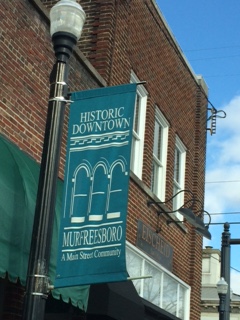 HISTORIC
DOWNTOWN
MURFREESBORO
A Main Street Community